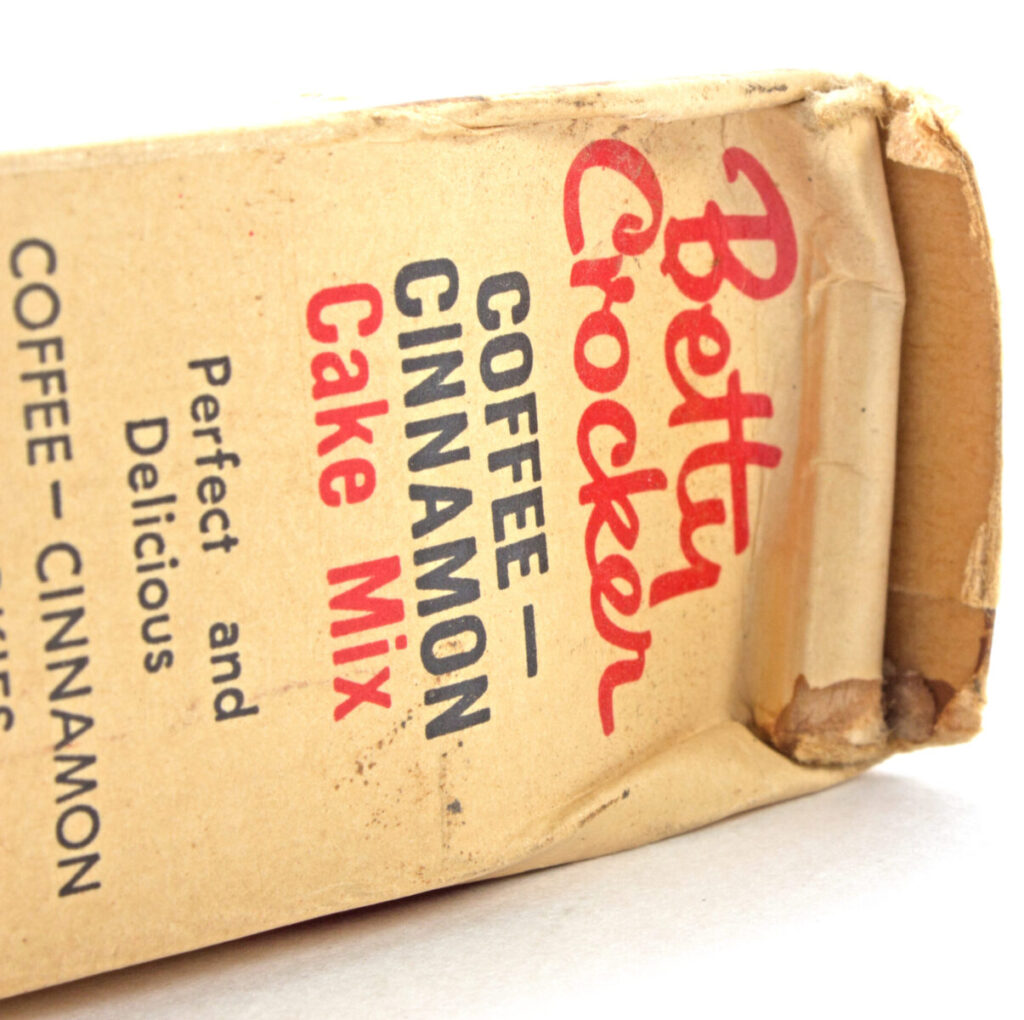 Betty
Crocker
COFFEE –
CINNAMON
Cake Mix
Perfect and
Delicious
COFFEE – CINNAMON